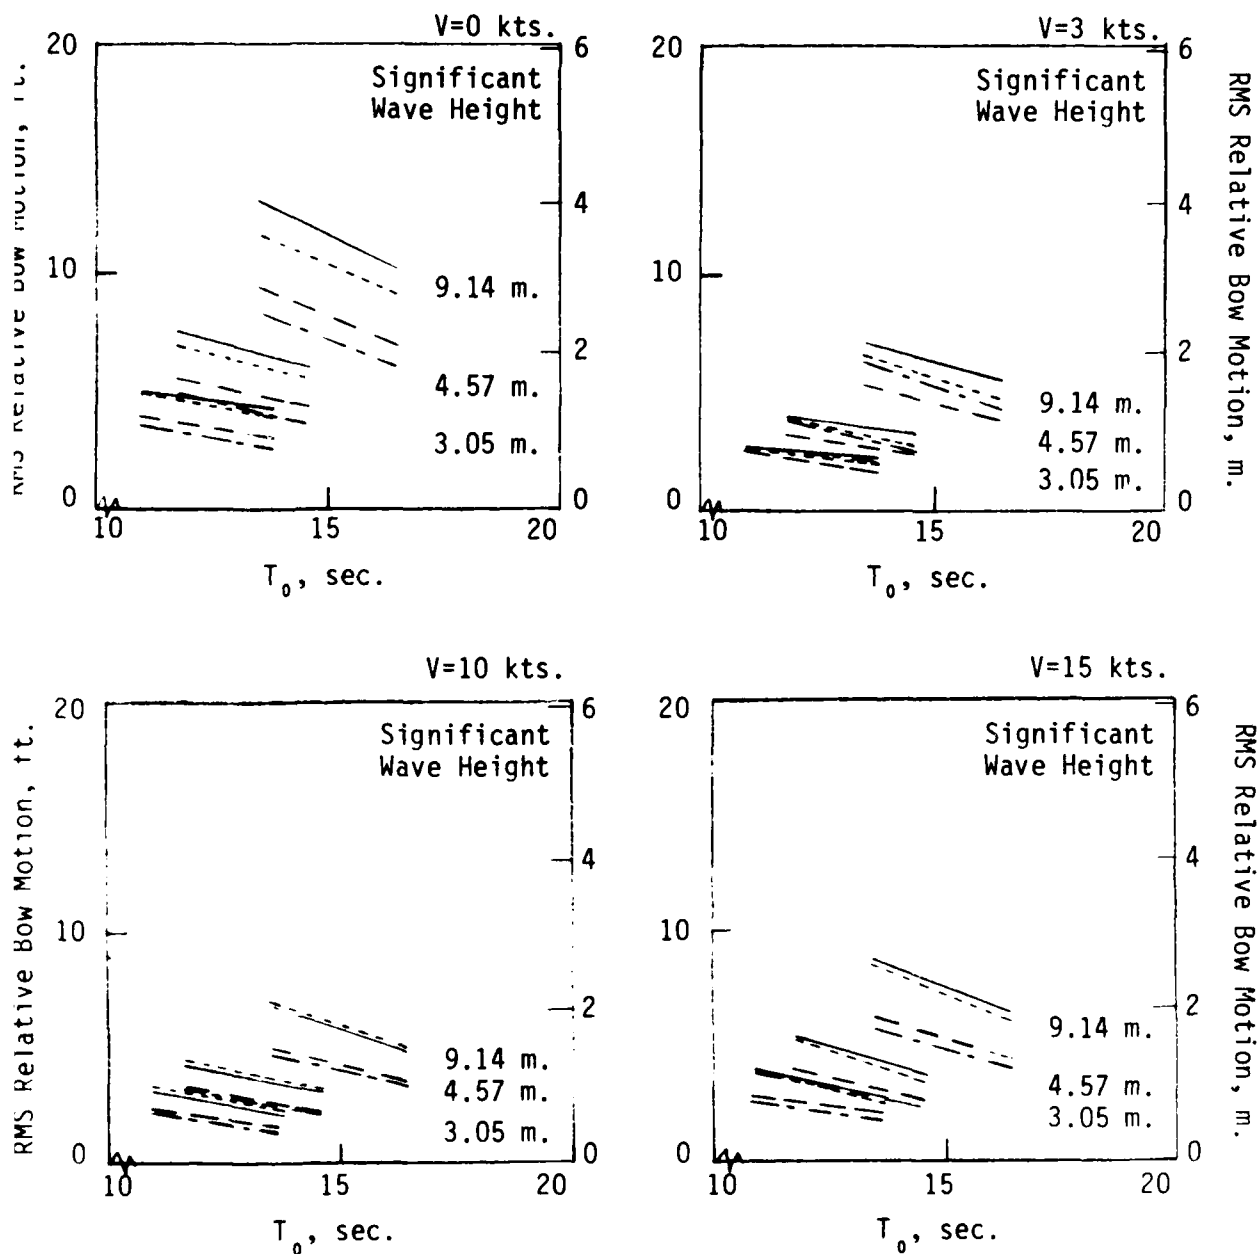 V=0 kts.
20
6
Significant
Wave Height
4
10
9.14 m.
2
4.57 m.
3.05 m.
0
0
10
15
20
T₀, sec.
RMS Relative Bow Motion, ft.
V=3 kts.
20
6
Significant
Wave Height
4
10
2
9.14 m.
4.57 m.
3.05 m.
0
0
10
15
20
T₀, sec.
RMS Relative Bow Motion, m.
V=10 kts.
20
6
Significant
Wave Height
4
10
2
9.14 m.
4.57 m.
3.05 m.
0
0
10
15
20
T₀, sec.
RMS Relative Bow Motion, ft.
V=15 kts.
20
6
Significant
Wave Height
4
10
2
9.14 m.
4.57 m.
3.05 m.
0
0
10
15
20
T₀, sec.
RMS Relative Bow Motion, m.